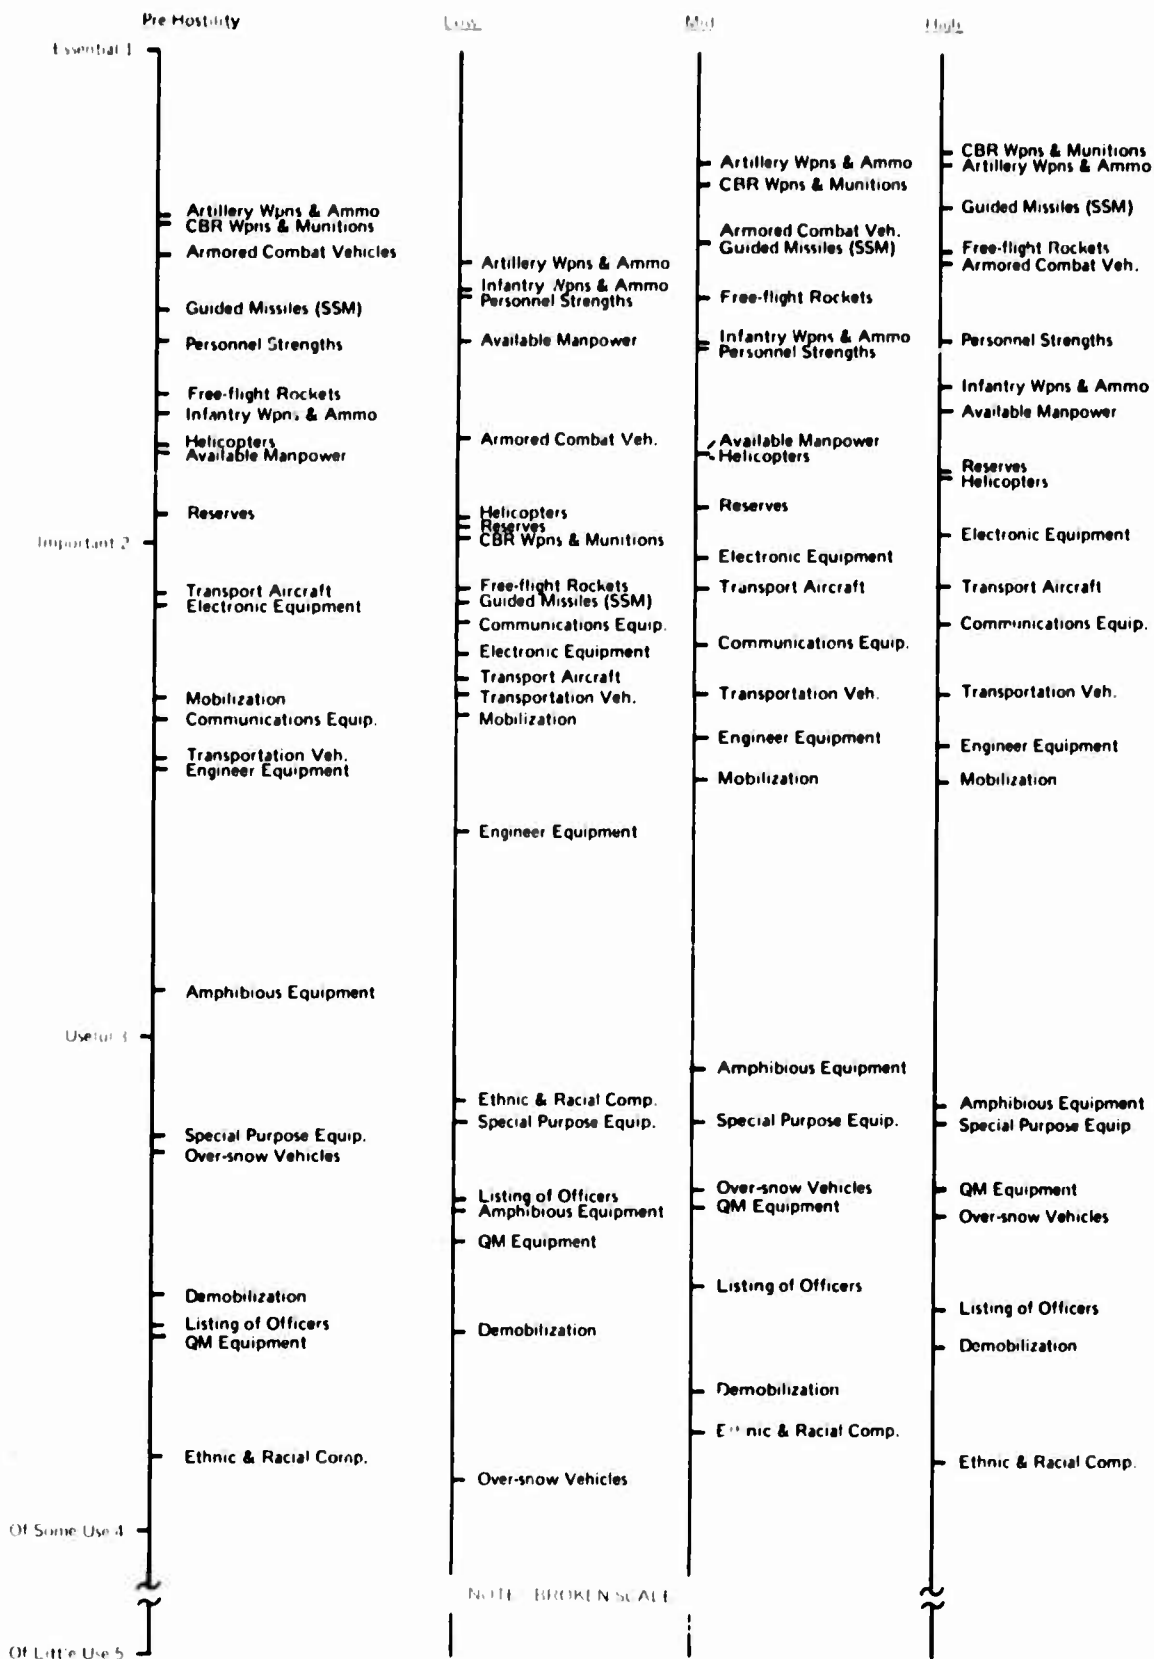 Pre Hostility
Low
Mid
High
Essential 1
Artillery Wpns & Ammo
CBR Wpns & Munitions
Armored Combat Vehicles
Guided Missiles (SSM)
Personnel Strengths
Free-flight Rockets
Infantry Wpns & Ammo
Helicopters
Available Manpower
Reserves
Important 2
Transport Aircraft
Electronic Equipment
Mobilization
Communications Equip.
Transportation Veh.
Engineer Equipment
Amphibious Equipment
Useful 3
Special Purpose Equip.
Over-snow Vehicles
Demobilization
Listing of Officers
QM Equipment
Ethnic & Racial Comp.
Of Some Use 4
Of Little Use 5
Artillery Wpns & Ammo
Infantry Wpns & Ammo
Personnel Strengths
Available Manpower
Armored Combat Veh.
Helicopters
Reserves
CBR Wpns & Munitions
Free-flight Rockets
Guided Missiles (SSM)
Communications Equip.
Electronic Equipment
Transport Aircraft
Transportation Veh.
Mobilization
Engineer Equipment
Ethnic & Racial Comp.
Special Purpose Equip.
Listing of Officers
Amphibious Equipment
QM Equipment
Demobilization
Over-snow Vehicles
NOTE: BROKEN SCALE
Artillery Wpns & Ammo
CBR Wpns & Munitions
Armored Combat Veh.
Guided Missiles (SSM)
Free-flight Rockets
Infantry Wpns & Ammo
Personnel Strengths
Available Manpower
Helicopters
Reserves
Electronic Equipment
Transport Aircraft
Communications Equip.
Transportation Veh.
Engineer Equipment
Mobilization
Amphibious Equipment
Special Purpose Equip.
Over-snow Vehicles
QM Equipment
Listing of Officers
Demobilization
Ethnic & Racial Comp.
CBR Wpns & Munitions
Artillery Wpns & Ammo
Guided Missiles (SSM)
Free-flight Rockets
Armored Combat Veh.
Personnel Strengths
Infantry Wpns & Ammo
Available Manpower
Reserves
Helicopters
Electronic Equipment
Transport Aircraft
Communications Equip.
Transportation Veh.
Engineer Equipment
Mobilization
Amphibious Equipment
Special Purpose Equip
QM Equipment
Over-snow Vehicles
Listing of Officers
Demobilization
Ethnic & Racial Comp.